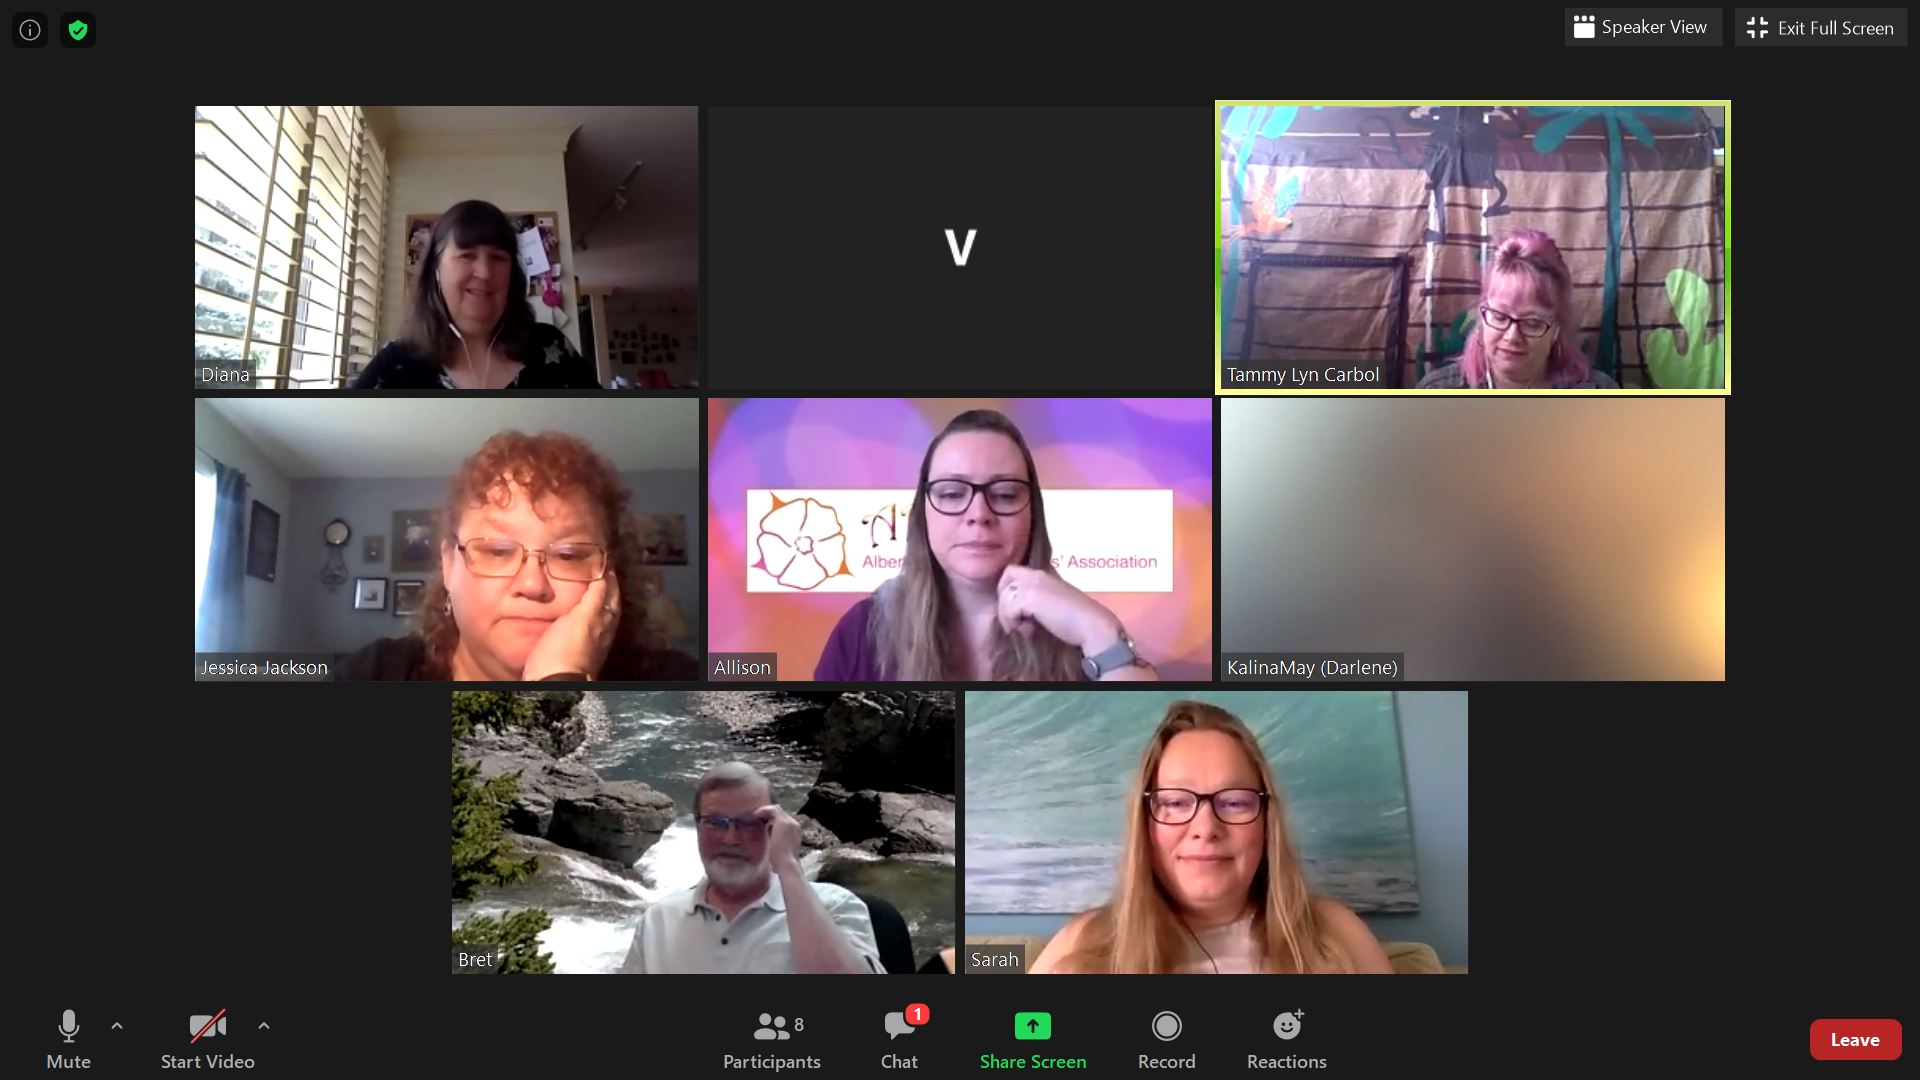 Speaker View
Exit Full Screen
V
Diana
Tammy Lyn Carbol
A
Alber s' Association
Jessica Jackson
Allison
KalinaMay (Darlene)
Bret
Sarah
Mute
Start Video
8
Participants
1
Chat
Share Screen
Record
Reactions
Leave